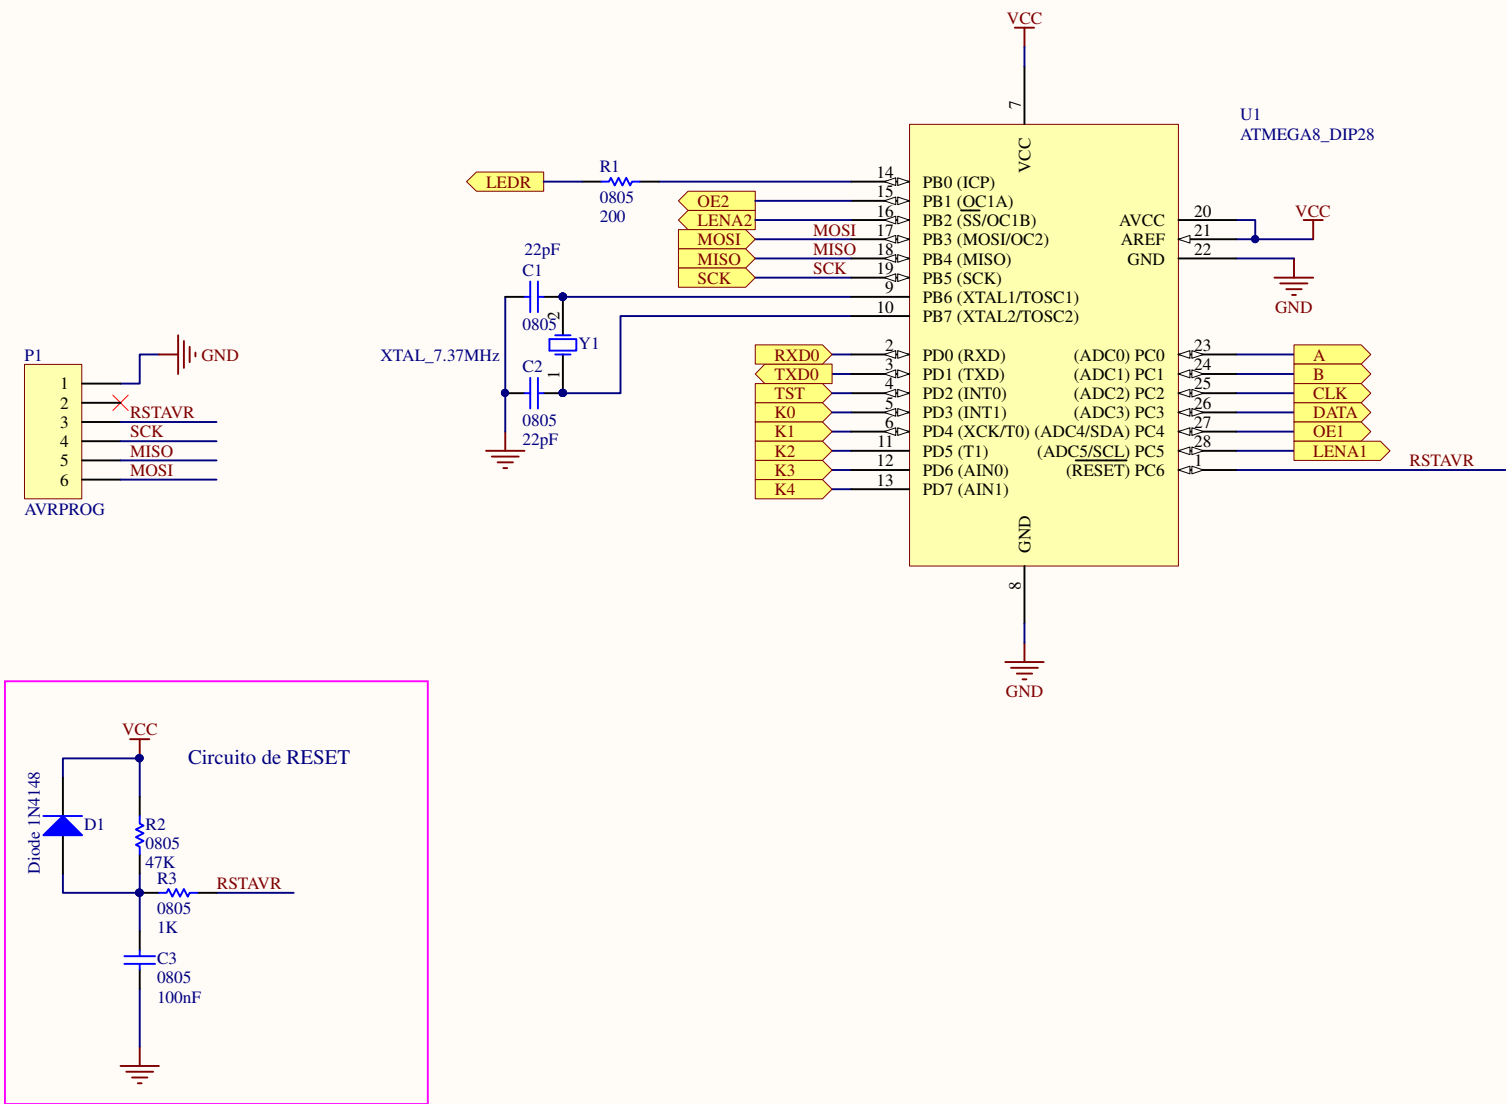 VCC
7
U1
ATMEGA8_DIP28
VCC
LEDR
R1
0805
200
14
PB0 (ICP)
OE2
15
PB1 (OC1A)
LENA2
16
PB2 (SS/OC1B)
MOSI
MOSI
17
PB3 (MOSI/OC2)
MISO
MISO
18
PB4 (MISO)
SCK
SCK
19
PB5 (SCK)
9
PB6 (XTAL1/TOSC1)
10
PB7 (XTAL2/TOSC2)
AVCC
20
AREF
21
GND
22
VCC
GND
22pF
C1
0805
2
Y1
XTAL_7.37MHz
C2
1
0805
22pF
RXD0
2
PD0 (RXD)
TXD0
3
PD1 (TXD)
TST
4
PD2 (INT0)
K0
5
PD3 (INT1)
K1
6
PD4 (XCK/T0)
K2
11
PD5 (T1)
K3
12
PD6 (AIN0)
K4
13
PD7 (AIN1)
(ADC0) PC0
23
A
(ADC1) PC1
24
B
(ADC2) PC2
25
CLK
(ADC3) PC3
26
DATA
(ADC4/SDA) PC4
27
OE1
(ADC5/SCL) PC5
28
LENA1
(RESET) PC6
1
RSTAVR
GND
8
GND
P1
GND
1
2
3
RSTAVR
4
SCK
5
MISO
6
MOSI
AVRPROG
VCC
Circuito de RESET
Diode 1N4148
D1
R2
0805
47K
R3
RSTAVR
0805
1K
C3
0805
100nF